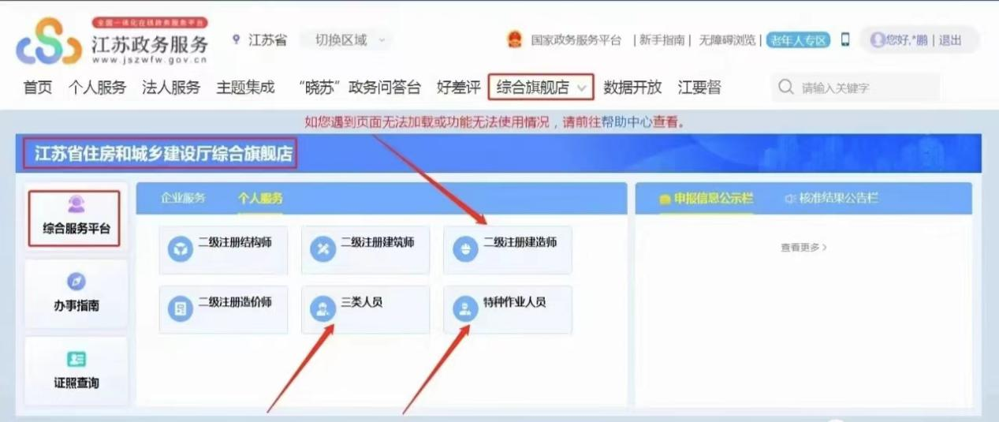 全国一体化在线政务服务平台
江苏政务服务
www.jszwfw.gov.cn
江苏省 切换区域
国家政务服务平台 | 新手指南 | 无障碍浏览 | 老年人专区 您好,*鹏 | 退出
首页 个人服务 法人服务 主题集成 “晓苏”政务问答台 好差评 综合旗舰店 数据开放 江要督 请输入关键字
如您遇到页面无法加载或功能无法使用情况，请前往帮助中心查看。
江苏省住房和城乡建设厅综合旗舰店
综合服务平台
办事指南
证照查询
企业服务 个人服务
二级注册结构师 二级注册建筑师 二级注册建造师
二级注册造价师 三类人员 特种作业人员
申报信息公示栏 核准结果公告栏
查看更多 >